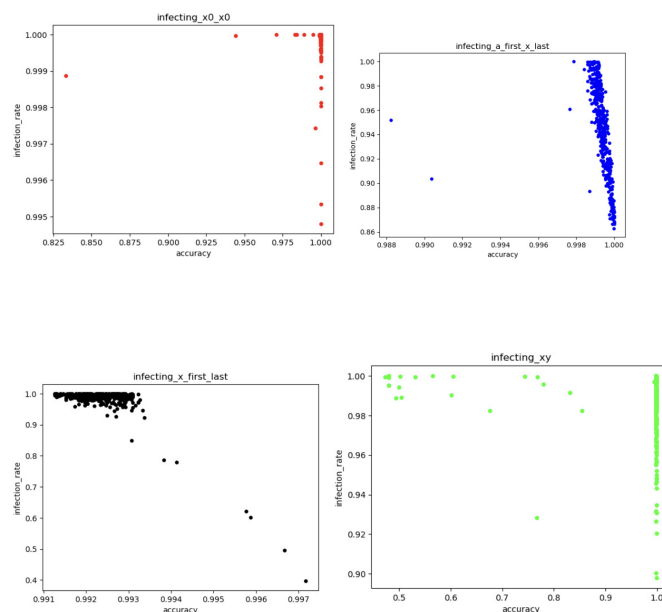 infecting_x0_x0
1.000
0.999
0.998
0.997
0.996
0.995
infection_rate
0.825 0.850 0.875 0.900 0.925 0.950 0.975 1.000
accuracy
infecting_a_first_x_last
1.00
0.98
0.96
0.94
0.92
0.90
0.88
0.86
infection_rate
0.988 0.990 0.992 0.994 0.996 0.998 1.000
accuracy
infecting_x_first_last
1.0
0.9
0.8
0.7
0.6
0.5
0.4
infection_rate
0.991 0.992 0.993 0.994 0.995 0.996 0.997
accuracy
infecting_xy
1.00
0.98
0.96
0.94
0.92
0.90
infection_rate
0.5 0.6 0.7 0.8 0.9 1.0
accuracy